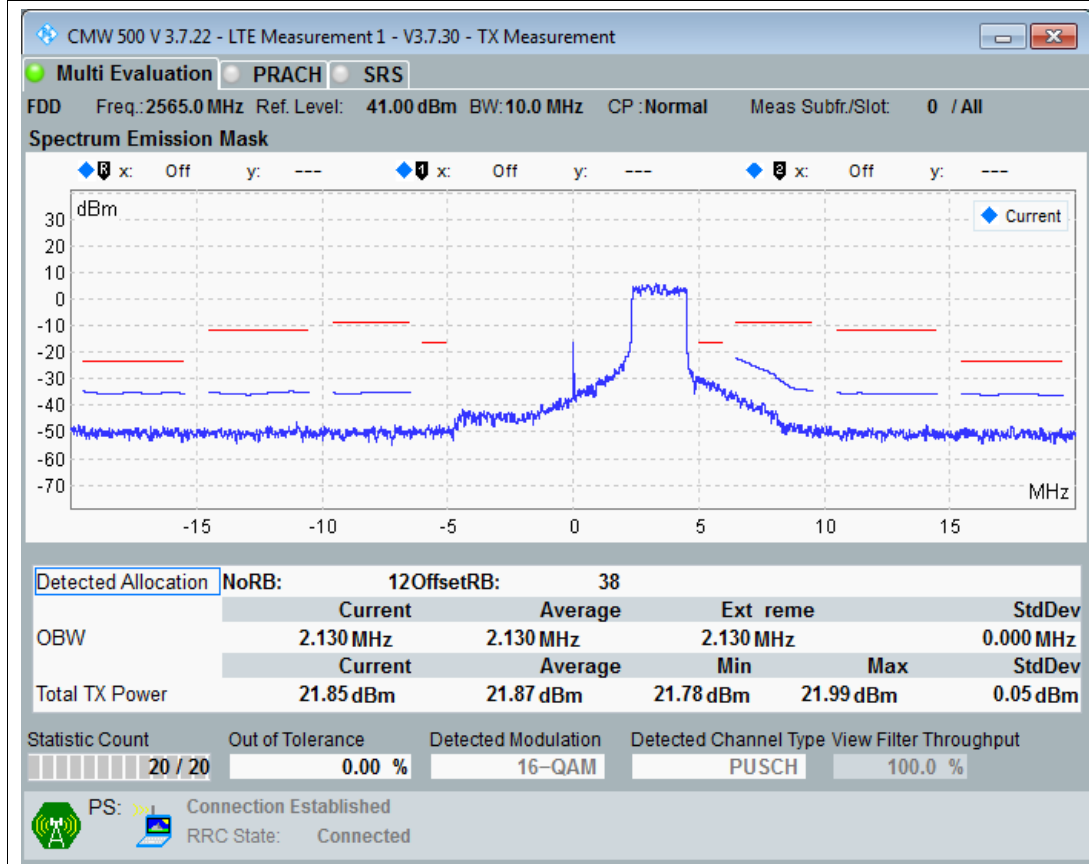 CMW 500 V 3.7.22 - LTE Measurement 1 - V3.7.30 - TX Measurement
Multi Evaluation PRACH SRS
FDD Freq.:2565.0 MHz Ref. Level: 41.00 dBm BW:10.0 MHz CP :Normal Meas Subfr./Slot: 0 / All
Spectrum Emission Mask
R x: Off y: --- 1 x: Off y: --- 2 x: Off y: ---
dBm
Current
30
20
10
0
-10
-20
-30
-40
-50
-60
-70
MHz
-15 -10 -5 0 5 10 15
Detected Allocation NoRB: 12OffsetRB: 38
Current Average Ext reme StdDev
OBW 2.130 MHz 2.130 MHz 2.130 MHz 0.000 MHz
Current Average Min Max StdDev
Total TX Power 21.85 dBm 21.87 dBm 21.78 dBm 21.99 dBm 0.05 dBm
Statistic Count Out of Tolerance Detected Modulation Detected Channel Type View Filter Throughput
20 / 20 0.00 % 16-QAM PUSCH 100.0 %
PS: Connection Established
RRC State: Connected